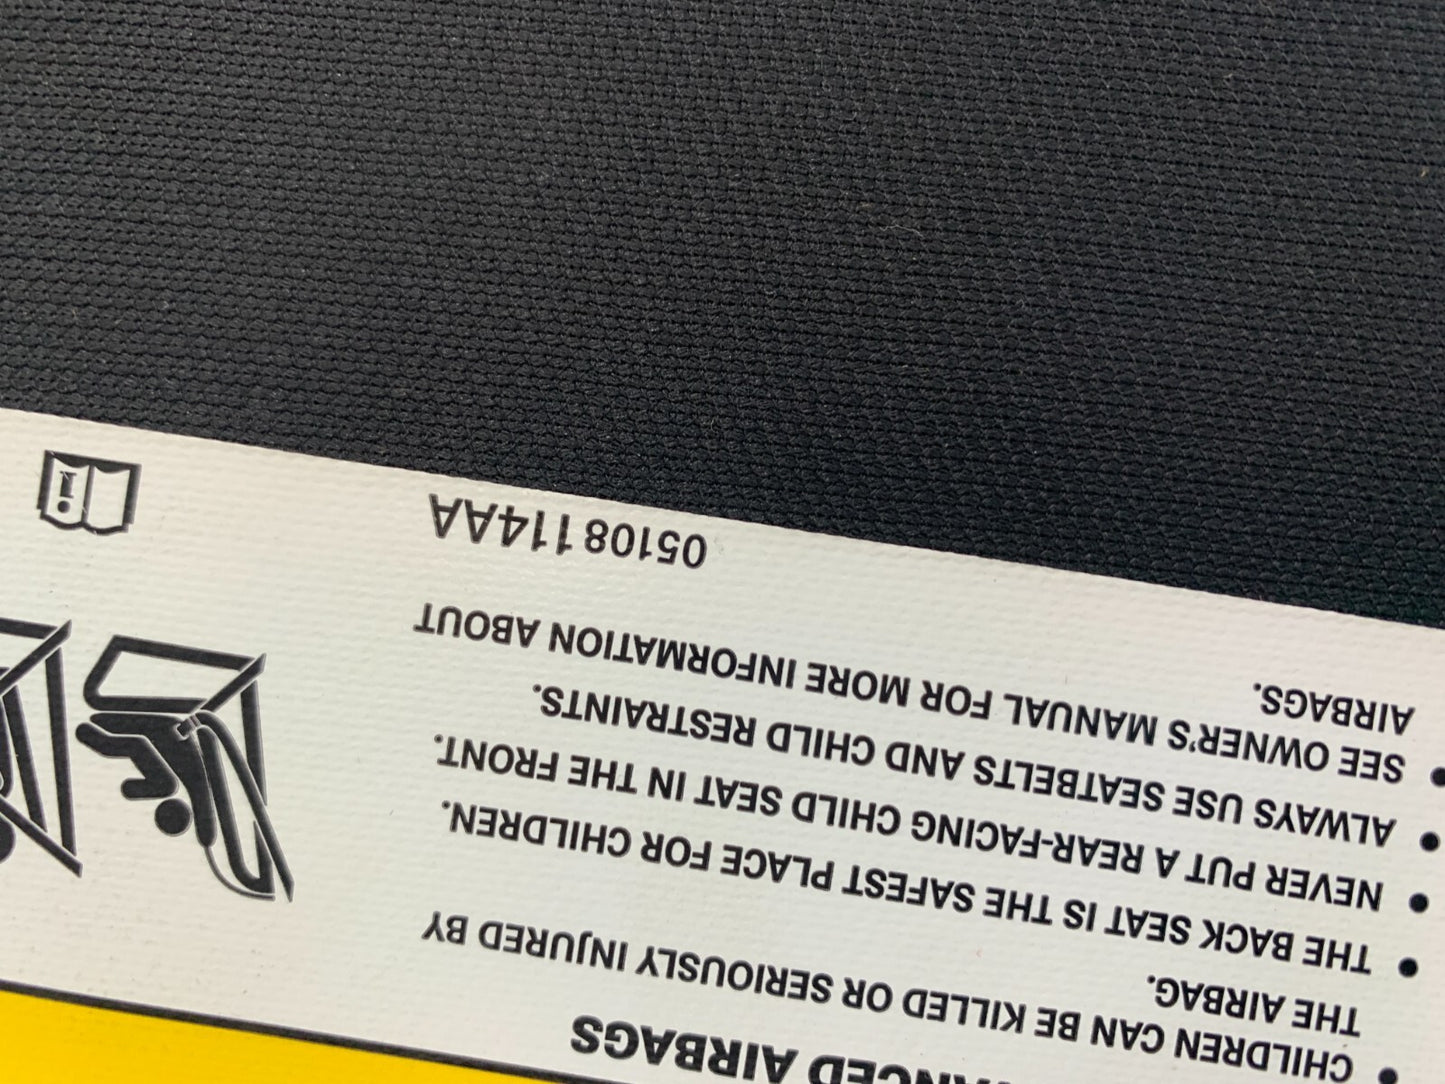 AIRBAGS
• CHILDREN CAN BE KILLED OR SERIOUSLY INJURED BY
THE AIRBAG.
• THE BACK SEAT IS THE SAFEST PLACE FOR CHILDREN.
• NEVER PUT A REAR-FACING CHILD SEAT IN THE FRONT.
• ALWAYS USE SEATBELTS AND CHILD RESTRAINTS.
• SEE OWNER'S MANUAL FOR MORE INFORMATION ABOUT
AIRBAGS.
05108114AA